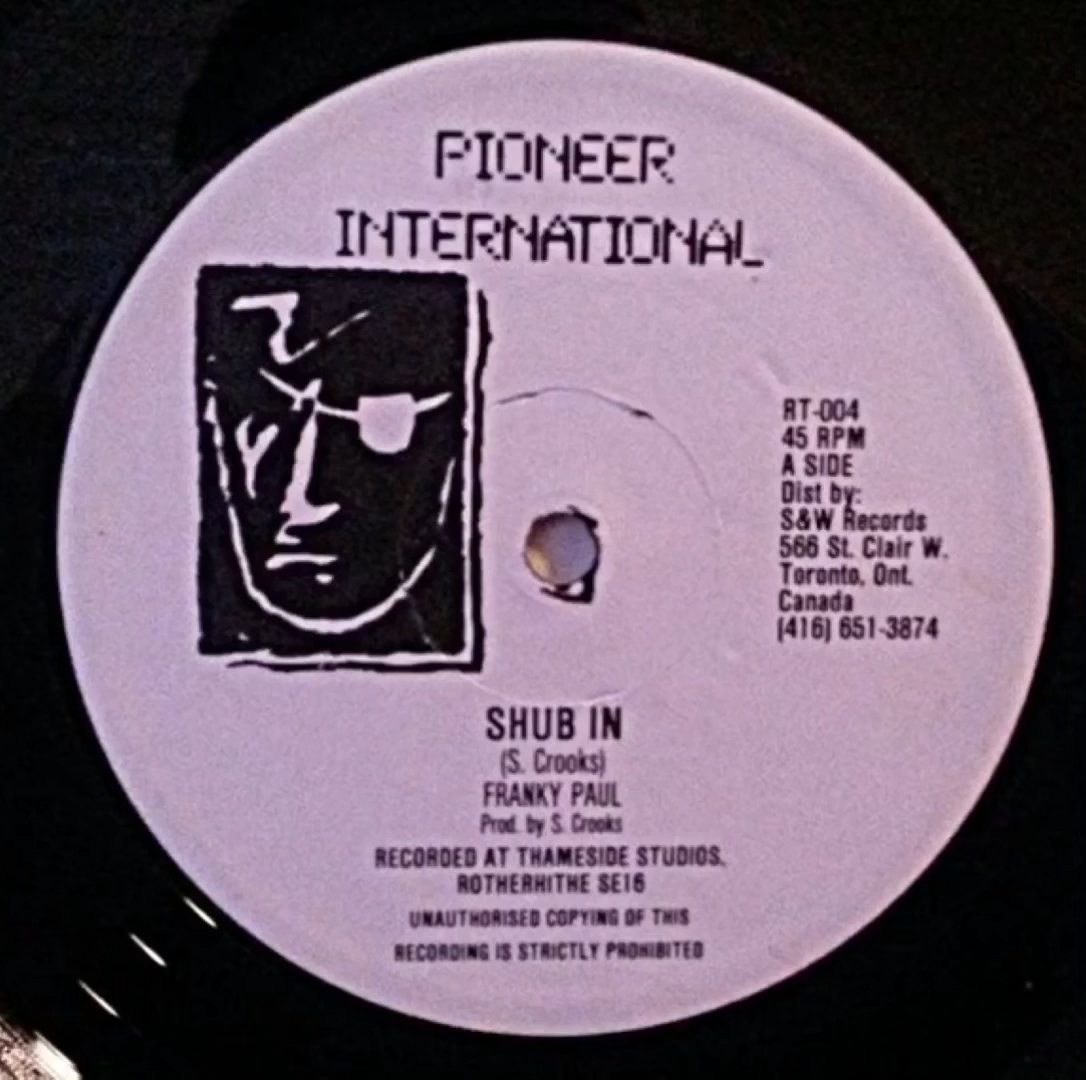 PIONEER
INTERNATIONAL
RT-004
45 RPM
A SIDE
Dist by:
S&W Records
566 St. Clair W.
Toronto, Ont.
Canada
(416) 651-3874
SHUB IN
(S. Crooks)
FRANKY PAUL
Prod. by S. Crooks
RECORDED AT THAMESIDE STUDIOS.
ROTHERHITHE SE16
UNAUTHORISED COPYING OF THIS
RECORDING IS STRICTLY PROHIBITED